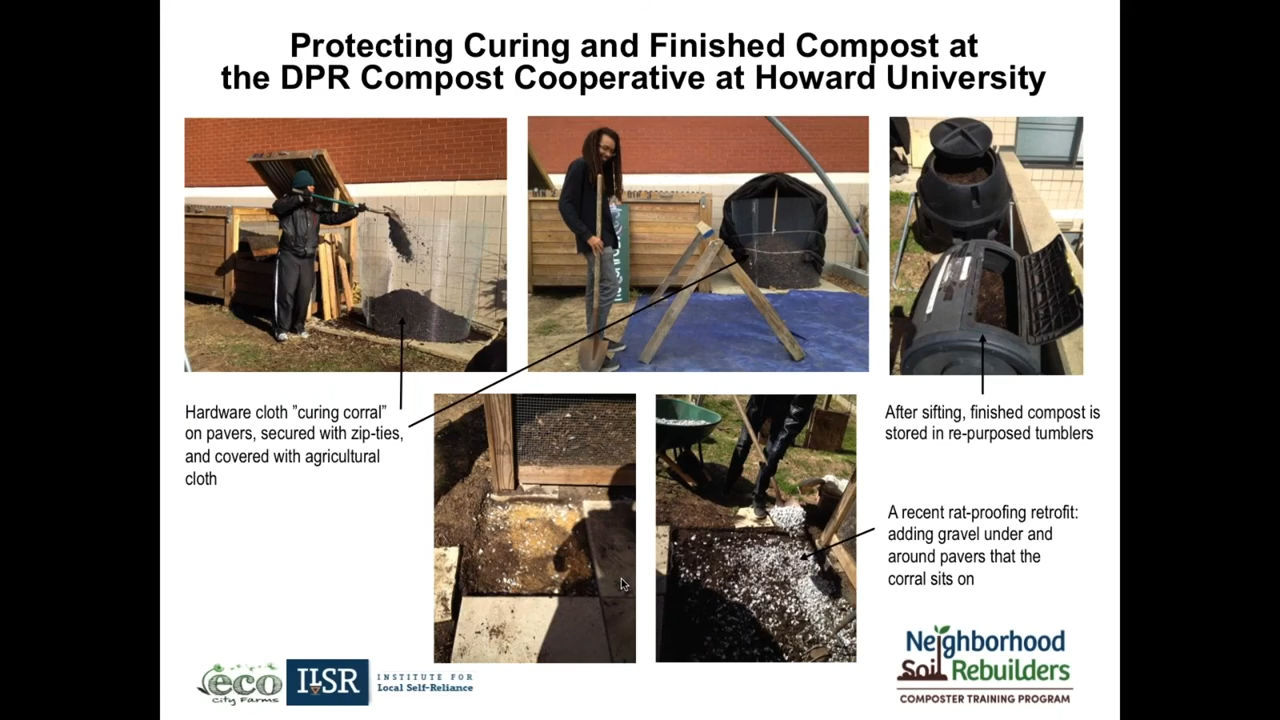 Protecting Curing and Finished Compost at
the DPR Compost Cooperative at Howard University
Hardware cloth ”curing corral”
on pavers, secured with zip-ties,
and covered with agricultural
cloth
After sifting, finished compost is
stored in re-purposed tumblers
A recent rat-proofing retrofit:
adding gravel under and
around pavers that the
corral sits on
eco
City Farms
ILSR
INSTITUTE FOR
Local Self-Reliance
Neighborhood
Soil Rebuilders
COMPOSTER TRAINING PROGRAM